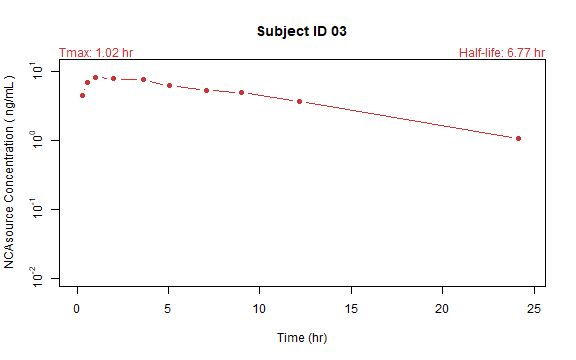 Subject ID 03
Tmax: 1.02 hr
Half-life: 6.77 hr
NCAsource Concentration ( ng/mL )
10^1
10^0
10^-1
10^-2
0 5 10 15 20 25
Time (hr)